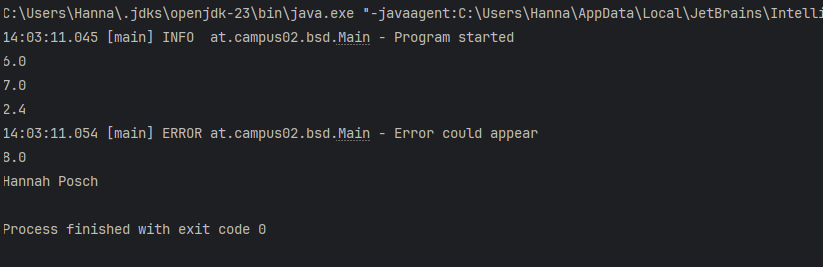 C:\Users\Hanna\.jdks\openjdk-23\bin\java.exe "-javaagent:C:\Users\Hanna\AppData\Local\JetBrains\Intelli
14:03:11.045 [main] INFO  at.campus02.bsd.Main - Program started
6.0
7.0
2.4
14:03:11.054 [main] ERROR at.campus02.bsd.Main - Error could appear
8.0
Hannah Posch
Process finished with exit code 0